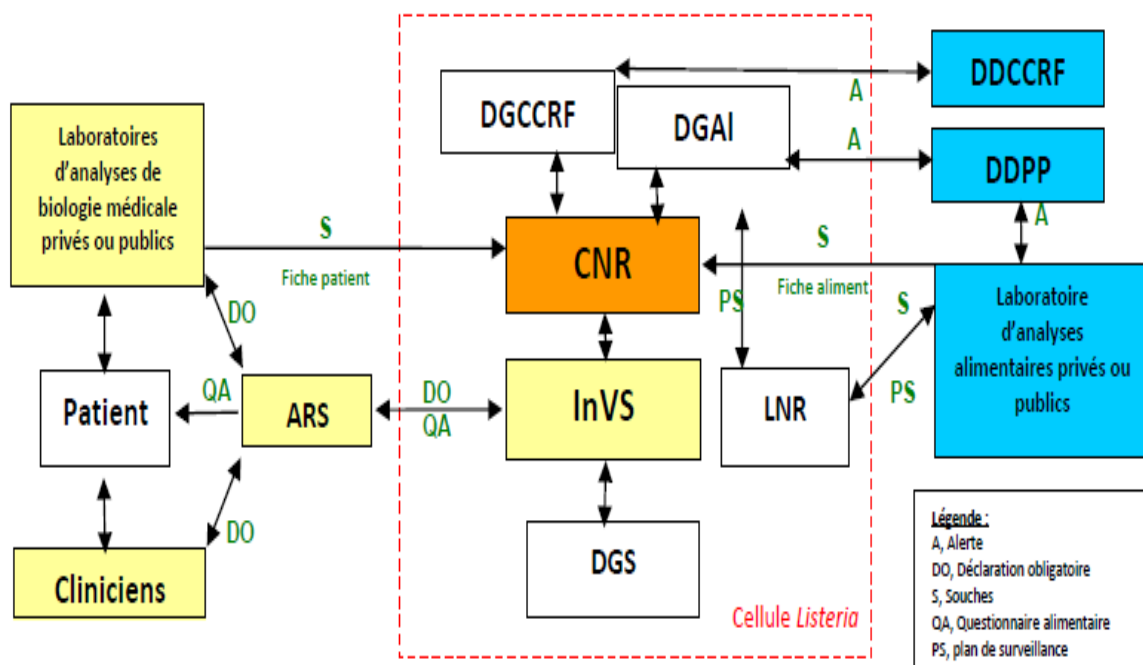 DGCCRF
DGAl
DDCCRF
A
DDPP
A
A
Laboratoires
d'analyses de
biologie médicale
privés ou publics
S
Fiche patient
CNR
S
Fiche aliment
Laboratoire
d'analyses
alimentaires privés ou
publics
DO
PS
S
PS
Patient
QA
ARS
DO
QA
InVS
LNR
DO
Cliniciens
DGS
Cellule Listeria
Légende :
A, Alerte
DO, Déclaration obligatoire
S, Souches
QA, Questionnaire alimentaire
PS, plan de surveillance